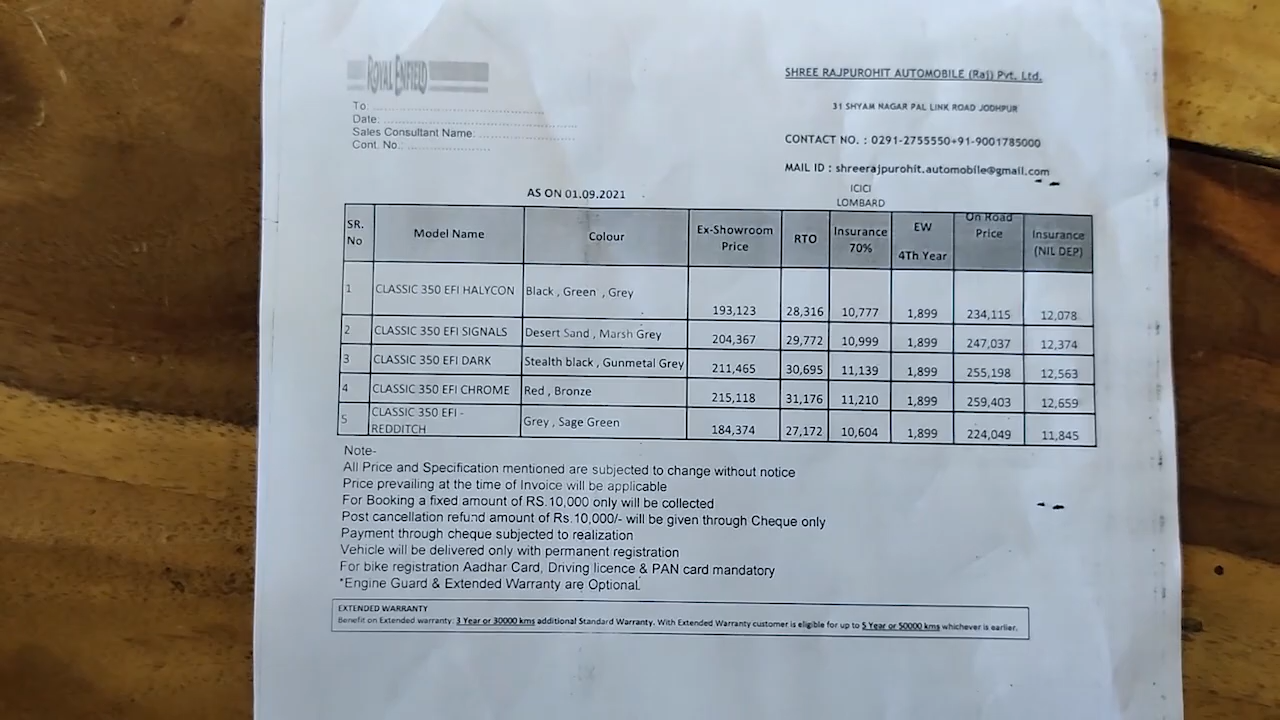 ROYAL ENFIELD
SHREE RAJPUROHIT AUTOMOBILE (Raj) Pvt. Ltd.
31 SHYAM NAGAR PAL LINK ROAD JODHPUR
To: ..............................
Date: ..............................
Sales Consultant Name: ..............................
Cont. No.: ..............................
CONTACT NO. : 0291-2755550+91-9001785000
MAIL ID : shreerajpurohit.automobile@gmail.com
AS ON 01.09.2021
ICICI
LOMBARD
SR. No Model Name Colour Ex-Showroom Price RTO Insurance 70% EW 4Th Year On Road Price Insurance (NIL DEP)
1 CLASSIC 350 EFI HALYCON Black , Green , Grey 193,123 28,316 10,777 1,899 234,115 12,078
2 CLASSIC 350 EFI SIGNALS Desert Sand , Marsh Grey 204,367 29,772 10,999 1,899 247,037 12,374
3 CLASSIC 350 EFI DARK Stealth black , Gunmetal Grey 211,465 30,695 11,139 1,899 255,198 12,563
4 CLASSIC 350 EFI CHROME Red , Bronze 215,118 31,176 11,210 1,899 259,403 12,659
5 CLASSIC 350 EFI - REDDITCH Grey , Sage Green 184,374 27,172 10,604 1,899 224,049 11,845
Note-
All Price and Specification mentioned are subjected to change without notice
Price prevailing at the time of Invoice will be applicable
For Booking a fixed amount of RS.10,000 only will be collected
Post cancellation refund amount of Rs.10,000/- will be given through Cheque only
Payment through cheque subjected to realization
Vehicle will be delivered only with permanent registration
For bike registration Aadhar Card, Driving licence & PAN card mandatory
*Engine Guard & Extended Warranty are Optional.
EXTENDED WARRANTY
Benefit on Extended warranty: 3 Year or 30000 kms additional Standard Warranty. With Extended Warranty customer is eligible for up to 5 Year or 50000 kms whichever is earlier.